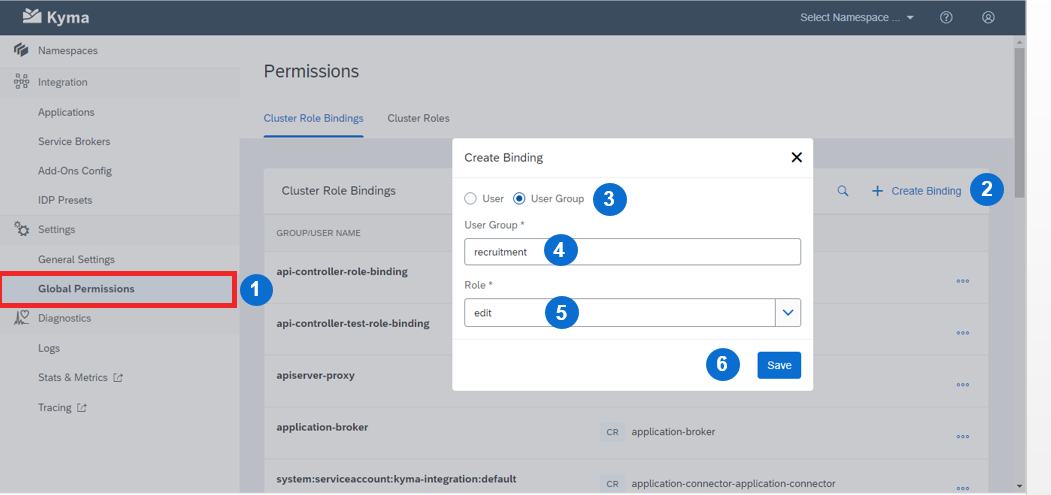 Kyma
Select Namespace ...
Namespaces
Integration
Applications
Service Brokers
Add-Ons Config
IDP Presets
Settings
General Settings
Global Permissions
1
Diagnostics
Logs
Stats & Metrics
Tracing
Permissions
Cluster Role Bindings Cluster Roles
Cluster Role Bindings
+ Create Binding 2
GROUP/USER NAME
api-controller-role-binding
api-controller-test-role-binding
apiserver-proxy
application-broker CR application-broker
system:serviceaccount:kyma-integration:default CR application-connector-application-connector
Create Binding
User User Group 3
User Group *
recruitment 4
Role *
edit 5
6 Save